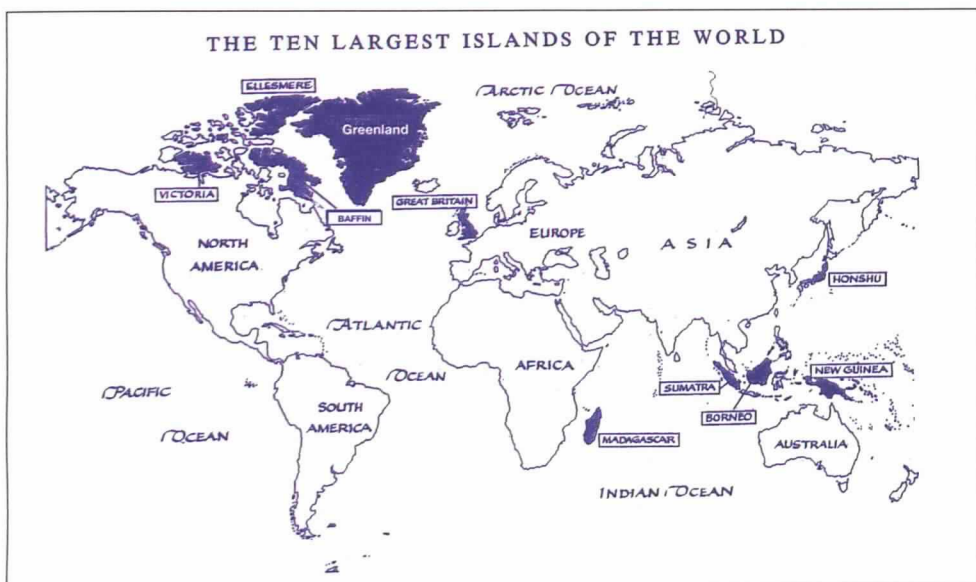 THE TEN LARGEST ISLANDS OF THE WORLD
ELLESMERE
ARCTIC OCEAN
Greenland
VICTORIA
BAFFIN
GREAT BRITAIN
NORTH
AMERICA
EUROPE
ASIA
HONSHU
ATLANTIC
OCEAN
AFRICA
PACIFIC
OCEAN
SOUTH
AMERICA
SUMATRA
BORNEO
NEW GUINEA
MADAGASCAR
AUSTRALIA
INDIAN OCEAN